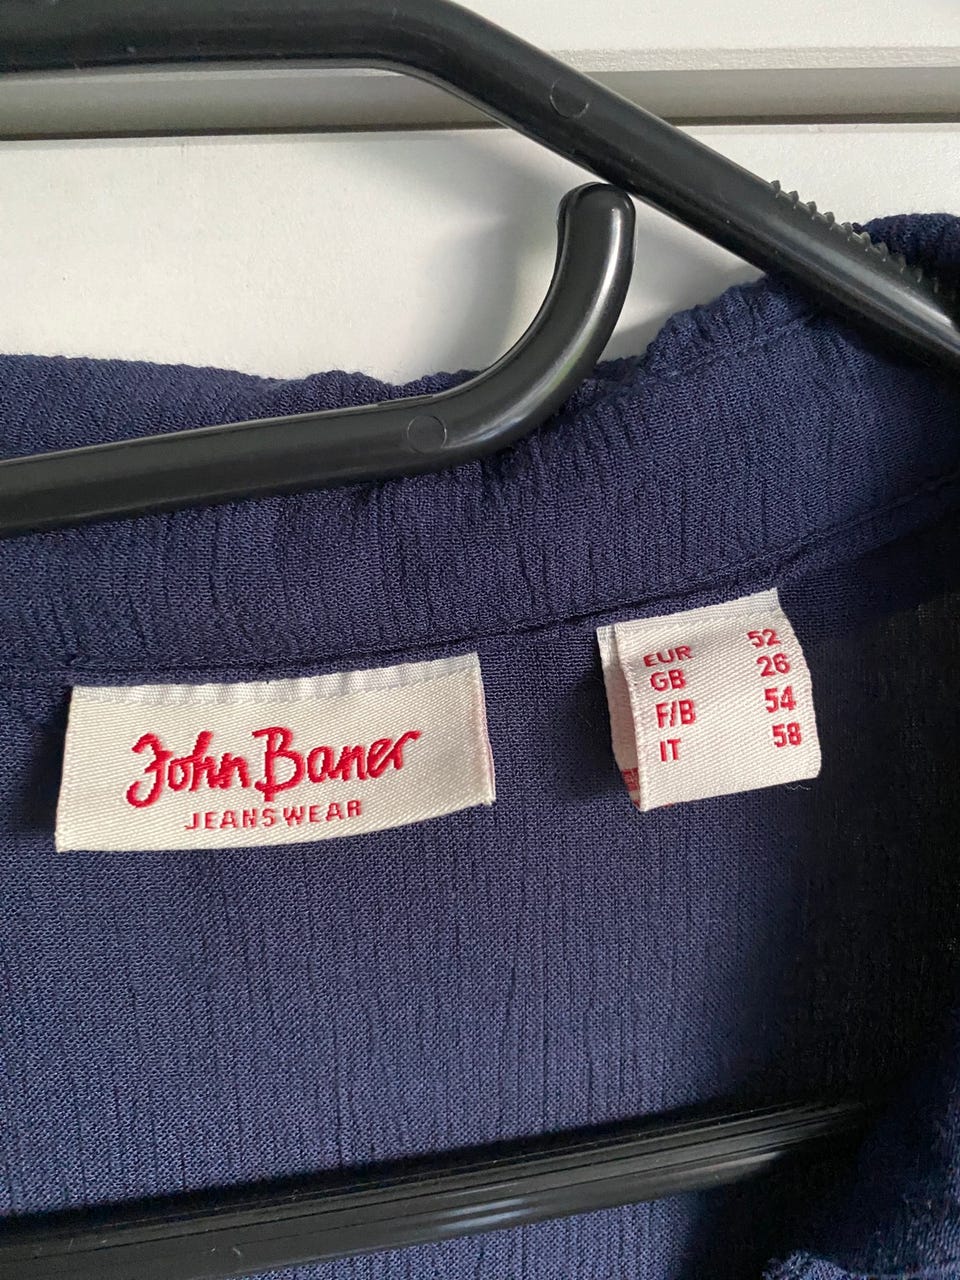 John Baner
JEANSWEAR
EUR 52
GB 26
F/B 54
IT 58